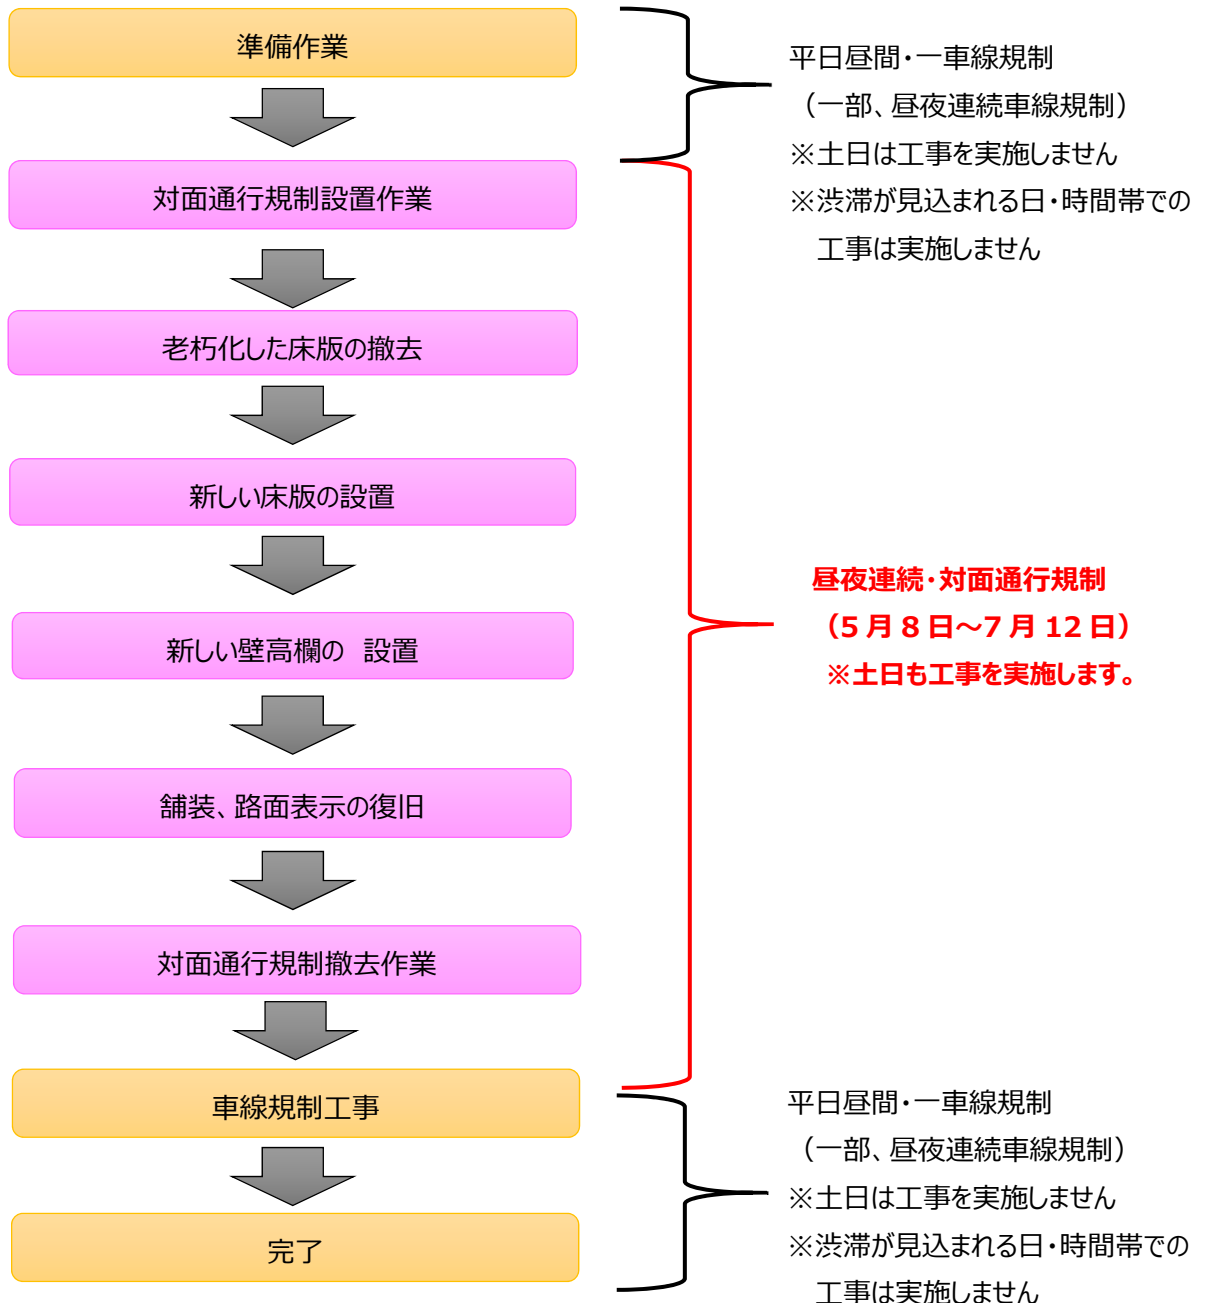 準備作業
平日昼間・一車線規制
（一部、昼夜連続車線規制）
※土日は工事を実施しません
※渋滞が見込まれる日・時間帯での
工事は実施しません
対面通行規制設置作業
老朽化した床版の撤去
新しい床版の設置
新しい壁高欄の　設置
舗装、路面表示の復旧
対面通行規制撤去作業
昼夜連続・対面通行規制
（5 月 8 日～7 月 12 日）
※土日も工事を実施します。
車線規制工事
完了
平日昼間・一車線規制
（一部、昼夜連続車線規制）
※土日は工事を実施しません
※渋滞が見込まれる日・時間帯での
工事は実施しません